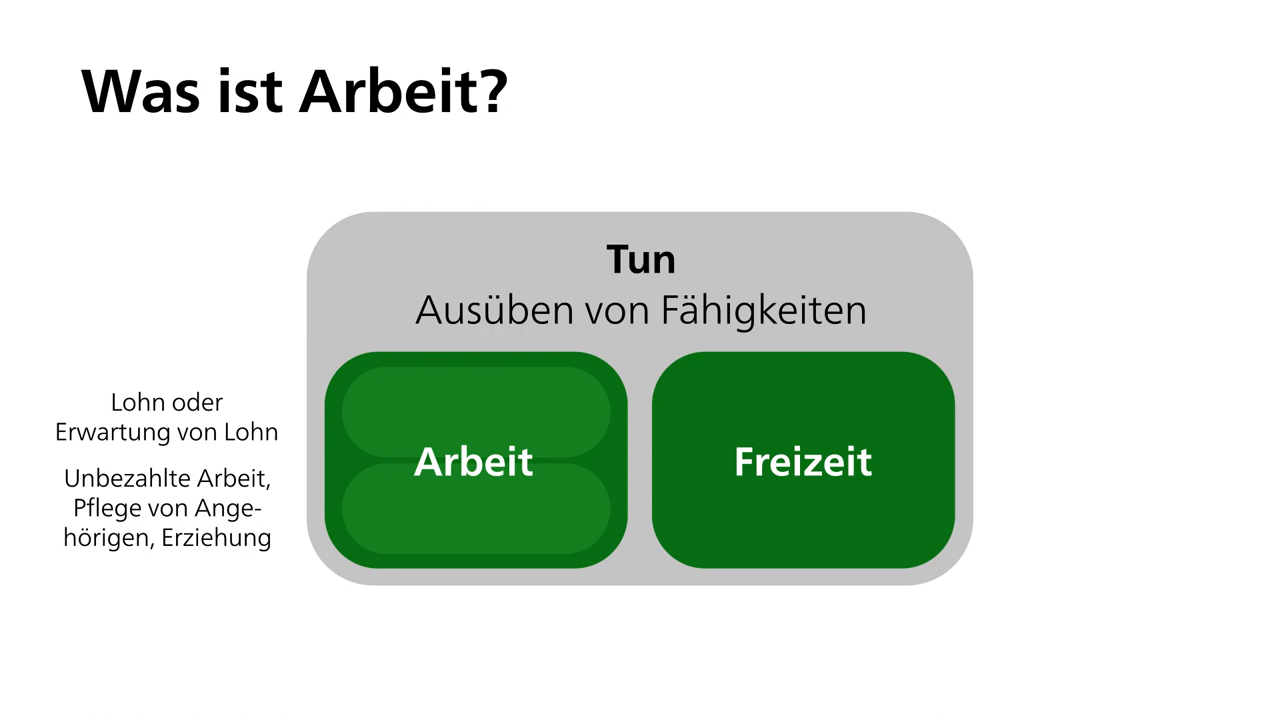 Was ist Arbeit?
Tun
Ausüben von Fähigkeiten
Lohn oder
Erwartung von Lohn
Unbezahlte Arbeit,
Pflege von Ange-
hörigen, Erziehung
Arbeit
Freizeit